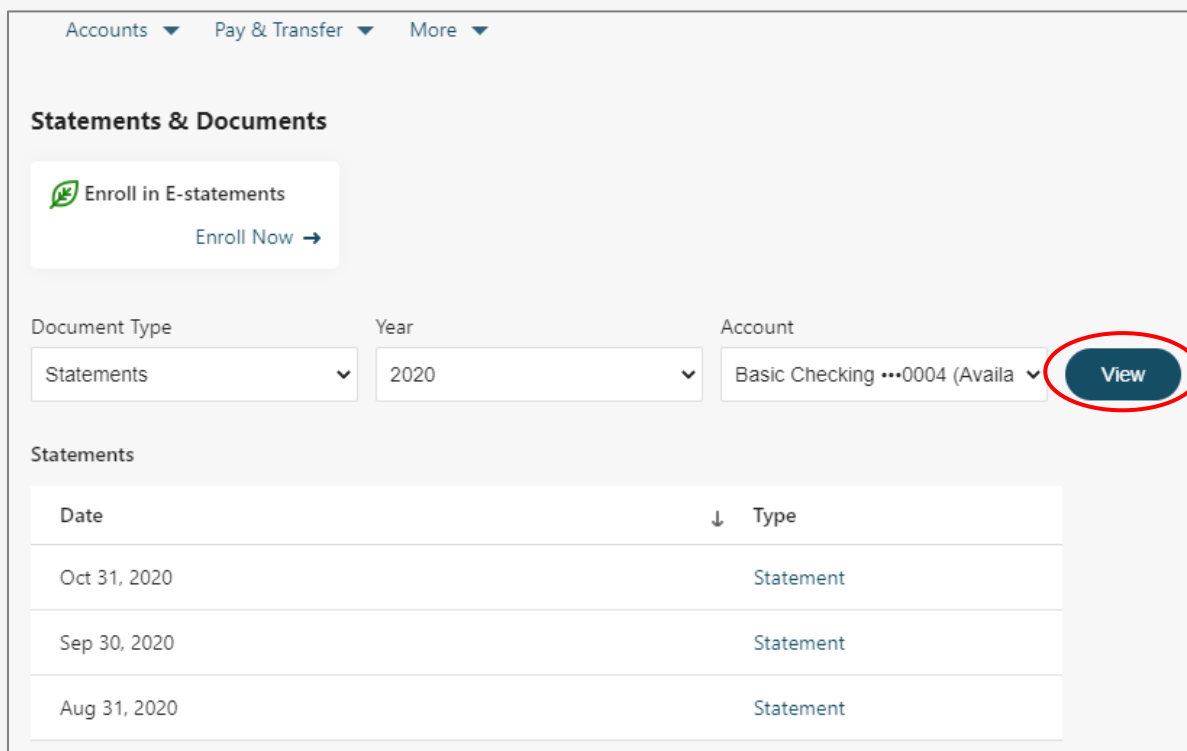 Accounts Pay & Transfer More
Statements & Documents
Enroll in E-statements
Enroll Now →
Document Type Year Account
Statements 2020 Basic Checking •••0004 (Availa View
Statements
Date ↓ Type
Oct 31, 2020 Statement
Sep 30, 2020 Statement
Aug 31, 2020 Statement